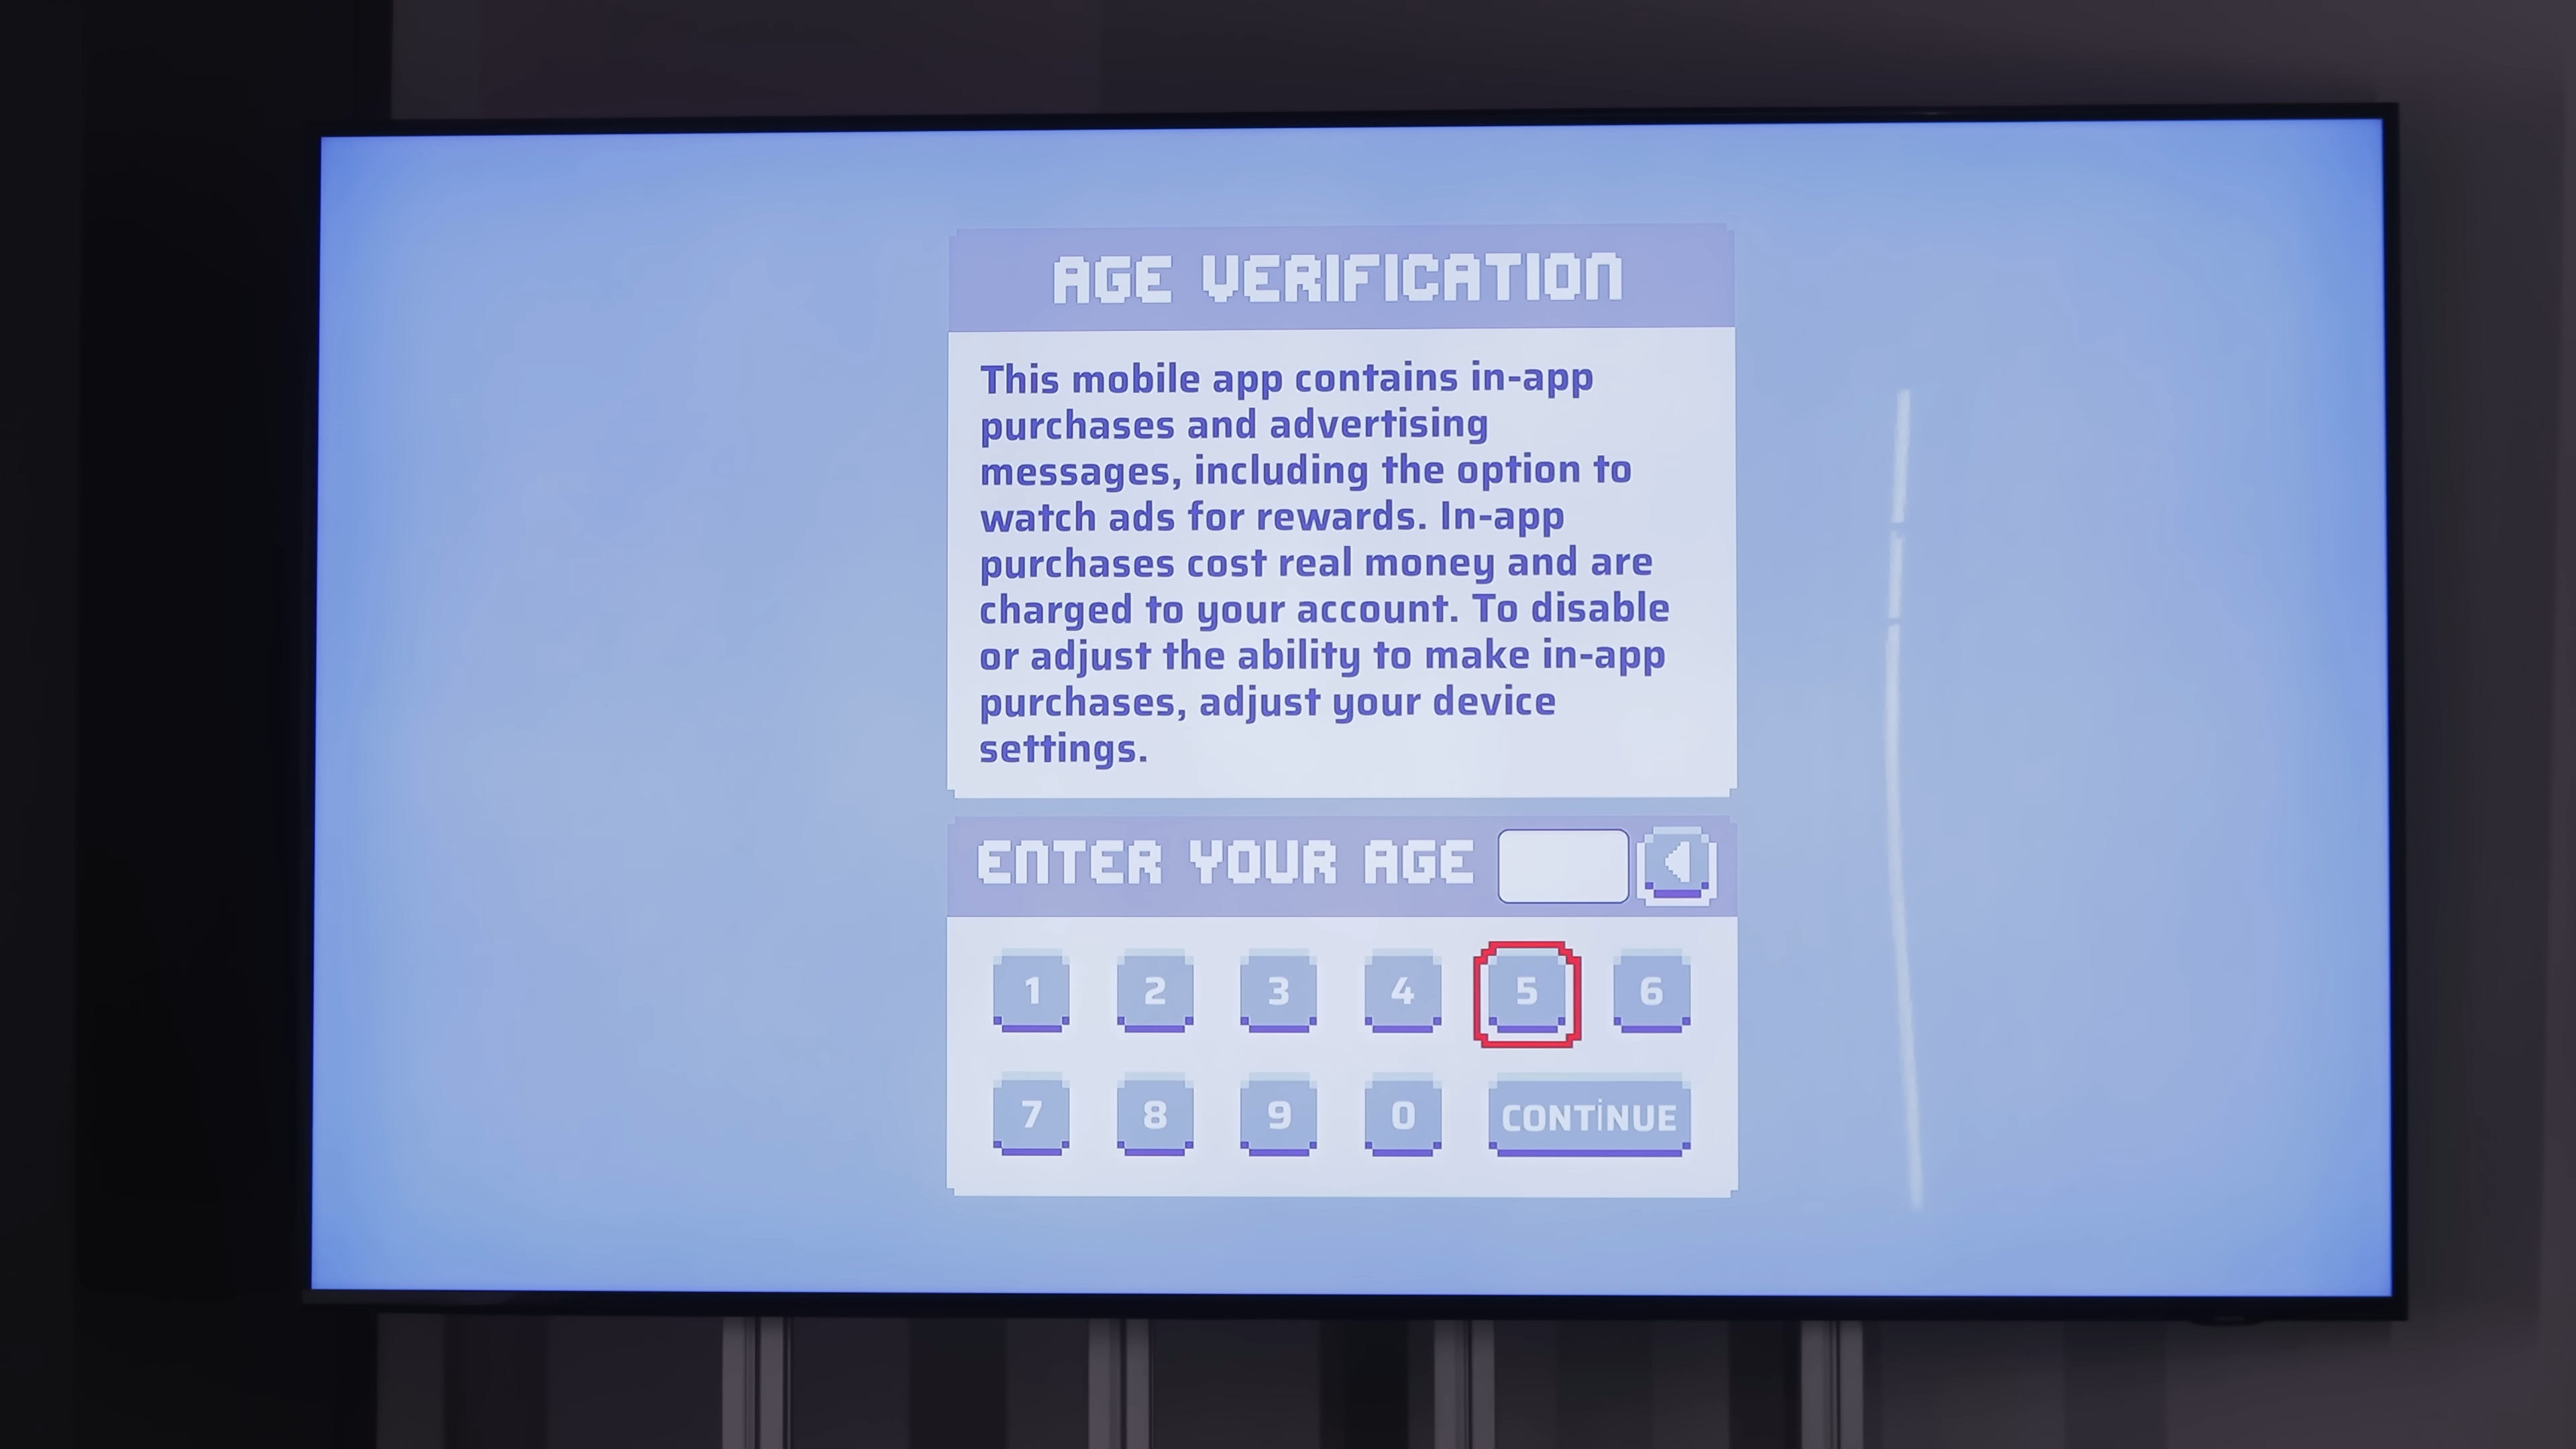 AGE VERIFICATION
This mobile app contains in-app
purchases and advertising
messages, including the option to
watch ads for rewards. In-app
purchases cost real money and are
charged to your account. To disable
or adjust the ability to make in-app
purchases, adjust your device
settings.
ENTER YOUR AGE
1 2 3 4 5 6
7 8 9 0 CONTİNUE